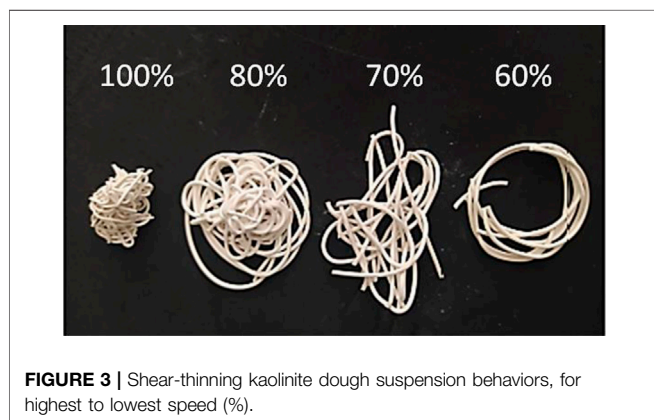 100% 80% 70% 60%
FIGURE 3 | Shear-thinning kaolinite dough suspension behaviors, for
highest to lowest speed (%).